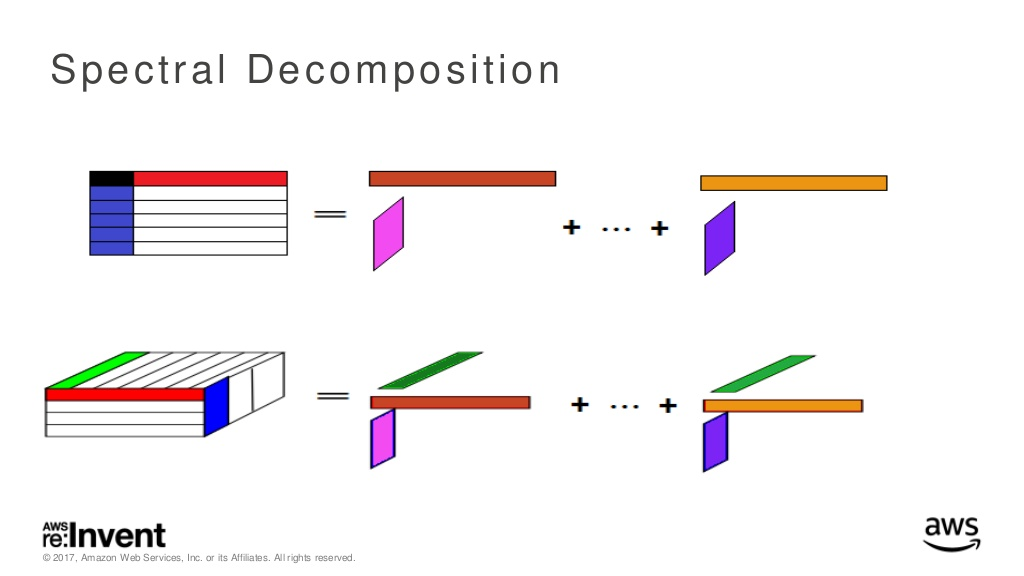 Spectral Decomposition
=
+ ... +
=
+ ... +
AWS
re:Invent
aws
© 2017, Amazon Web Services, Inc. or its Affiliates. All rights reserved.